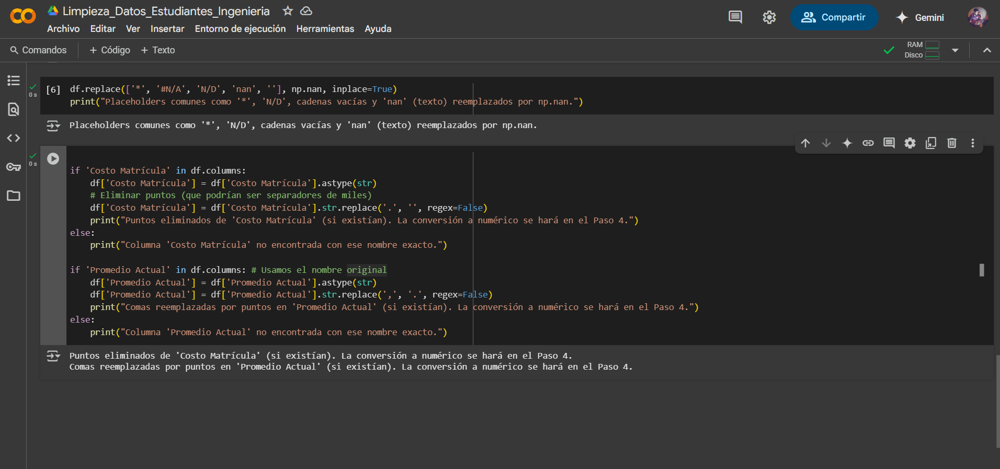 Limpieza_Datos_Estudiantes_Ingenieria
Archivo Editar Ver Insertar Entorno de ejecución Herramientas Ayuda
Compartir
Gemini
Comandos
+ Código
+ Texto
RAM
Disco
0 s
[6]
df.replace(['*', '#N/A', 'N/D', 'nan', ''], np.nan, inplace=True)
print("Placeholders comunes como '*', 'N/D', cadenas vacías y 'nan' (texto) reemplazados por np.nan.")
Placeholders comunes como '*', 'N/D', cadenas vacías y 'nan' (texto) reemplazados por np.nan.
0 s
if 'Costo Matrícula' in df.columns:
    df['Costo Matrícula'] = df['Costo Matrícula'].astype(str)
    # Eliminar puntos (que podrían ser separadores de miles)
    df['Costo Matrícula'] = df['Costo Matrícula'].str.replace('.', '', regex=False)
    print("Puntos eliminados de 'Costo Matrícula' (si existían). La conversión a numérico se hará en el Paso 4.")
else:
    print("Columna 'Costo Matrícula' no encontrada con ese nombre exacto.")
if 'Promedio Actual' in df.columns: # Usamos el nombre original
    df['Promedio Actual'] = df['Promedio Actual'].astype(str)
    df['Promedio Actual'] = df['Promedio Actual'].str.replace(',', '.', regex=False)
    print("Comas reemplazadas por puntos en 'Promedio Actual' (si existían). La conversión a numérico se hará en el Paso 4.")
else:
    print("Columna 'Promedio Actual' no encontrada con ese nombre exacto.")
Puntos eliminados de 'Costo Matrícula' (si existían). La conversión a numérico se hará en el Paso 4.
Comas reemplazadas por puntos en 'Promedio Actual' (si existían). La conversión a numérico se hará en el Paso 4.